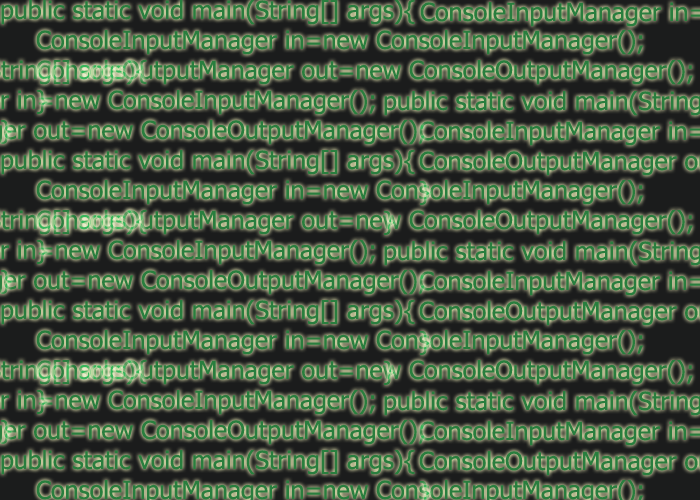 public static void main(String[] args){ ConsoleInputManager in=
ConsoleInputManager in=new ConsoleInputManager();
ConsoleOutputManager out=new ConsoleOutputManager();
r in}=new ConsoleInputManager(); public static void main(String
er out=new ConsoleOutputManager(); ConsoleInputManager in=
public static void main(String[] args){ ConsoleOutputManager o
ConsoleInputManager in=new ConsoleInputManager();
OutputManager out=new ConsoleOutputManager();
r in}=new ConsoleInputManager(); public static void main(String
er out=new ConsoleOutputManager(); ConsoleInputManager in=
public static void main(String[] args){ ConsoleOutputManager o
ConsoleInputManager in=new ConsoleInputManager();
OutputManager out=new ConsoleOutputManager();
r in}=new ConsoleInputManager(); public static void main(String
er out=new ConsoleOutputManager(); ConsoleInputManager in=
public static void main(String[] args){ ConsoleOutputManager o
ConsoleInputManager in=new ConsoleInputManager();